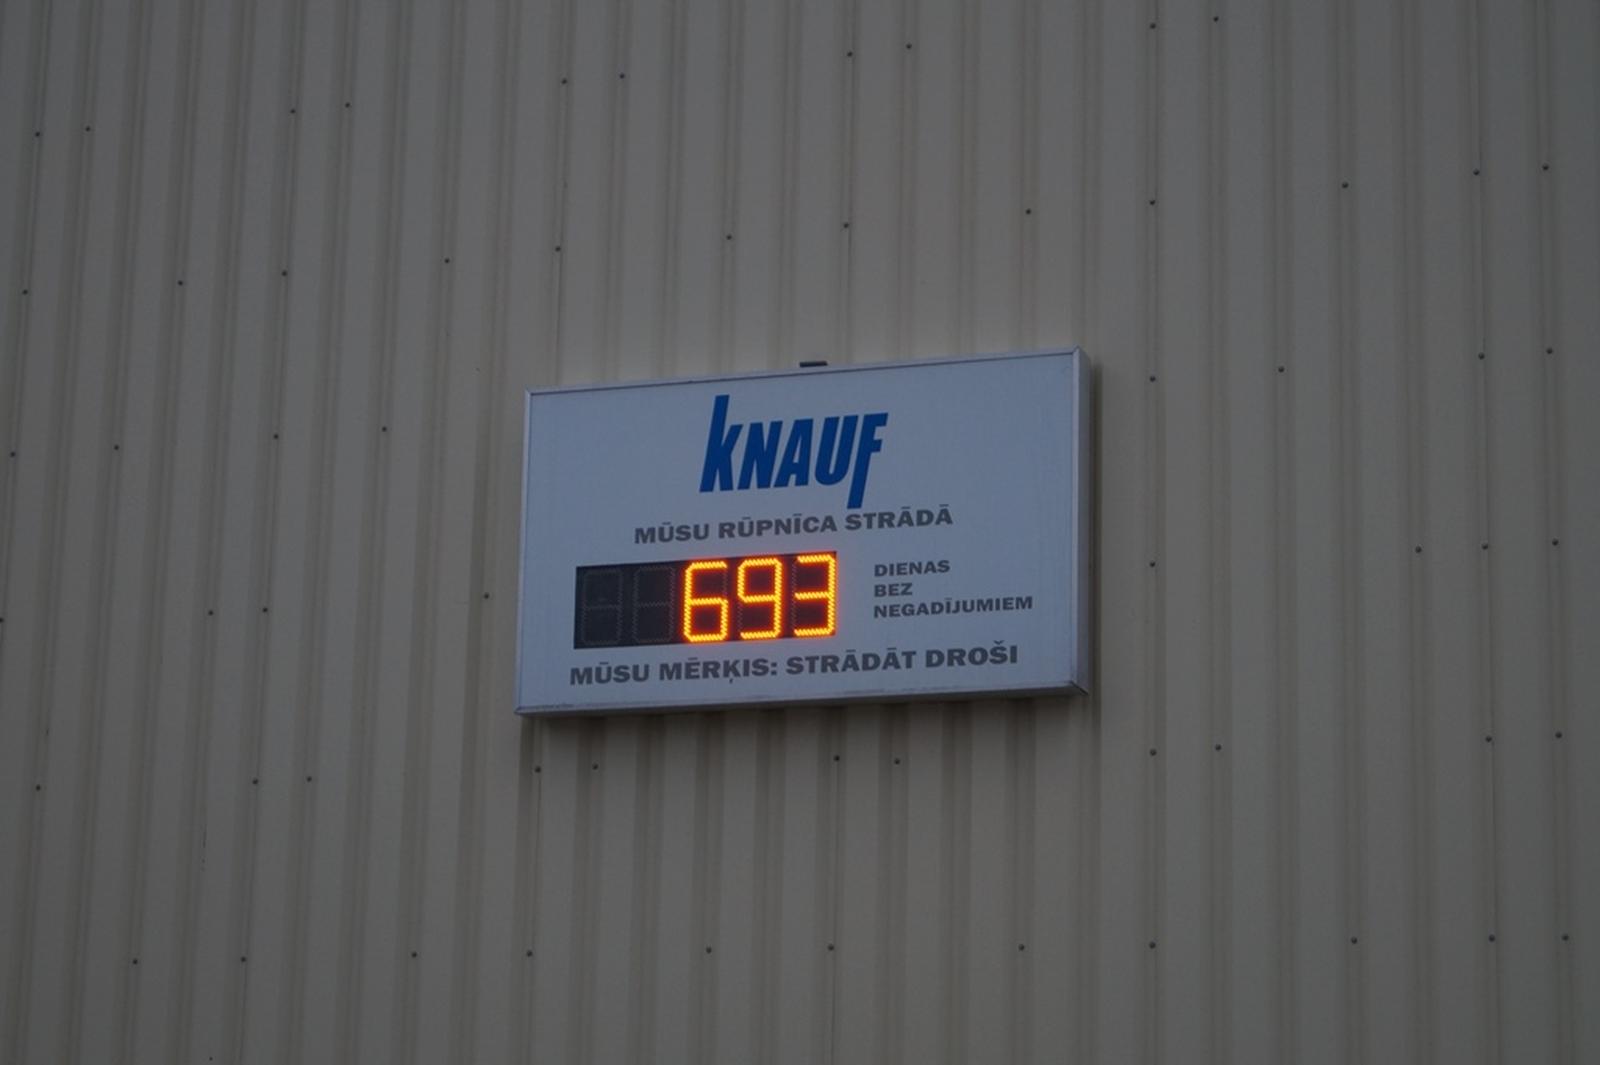 KNAUF
MŪSU RŪPNĪCA STRĀDĀ
693
DIENAS
BEZ
NEGADĪJUMIEM
MŪSU MĒRĶIS: STRĀDĀT DROŠI